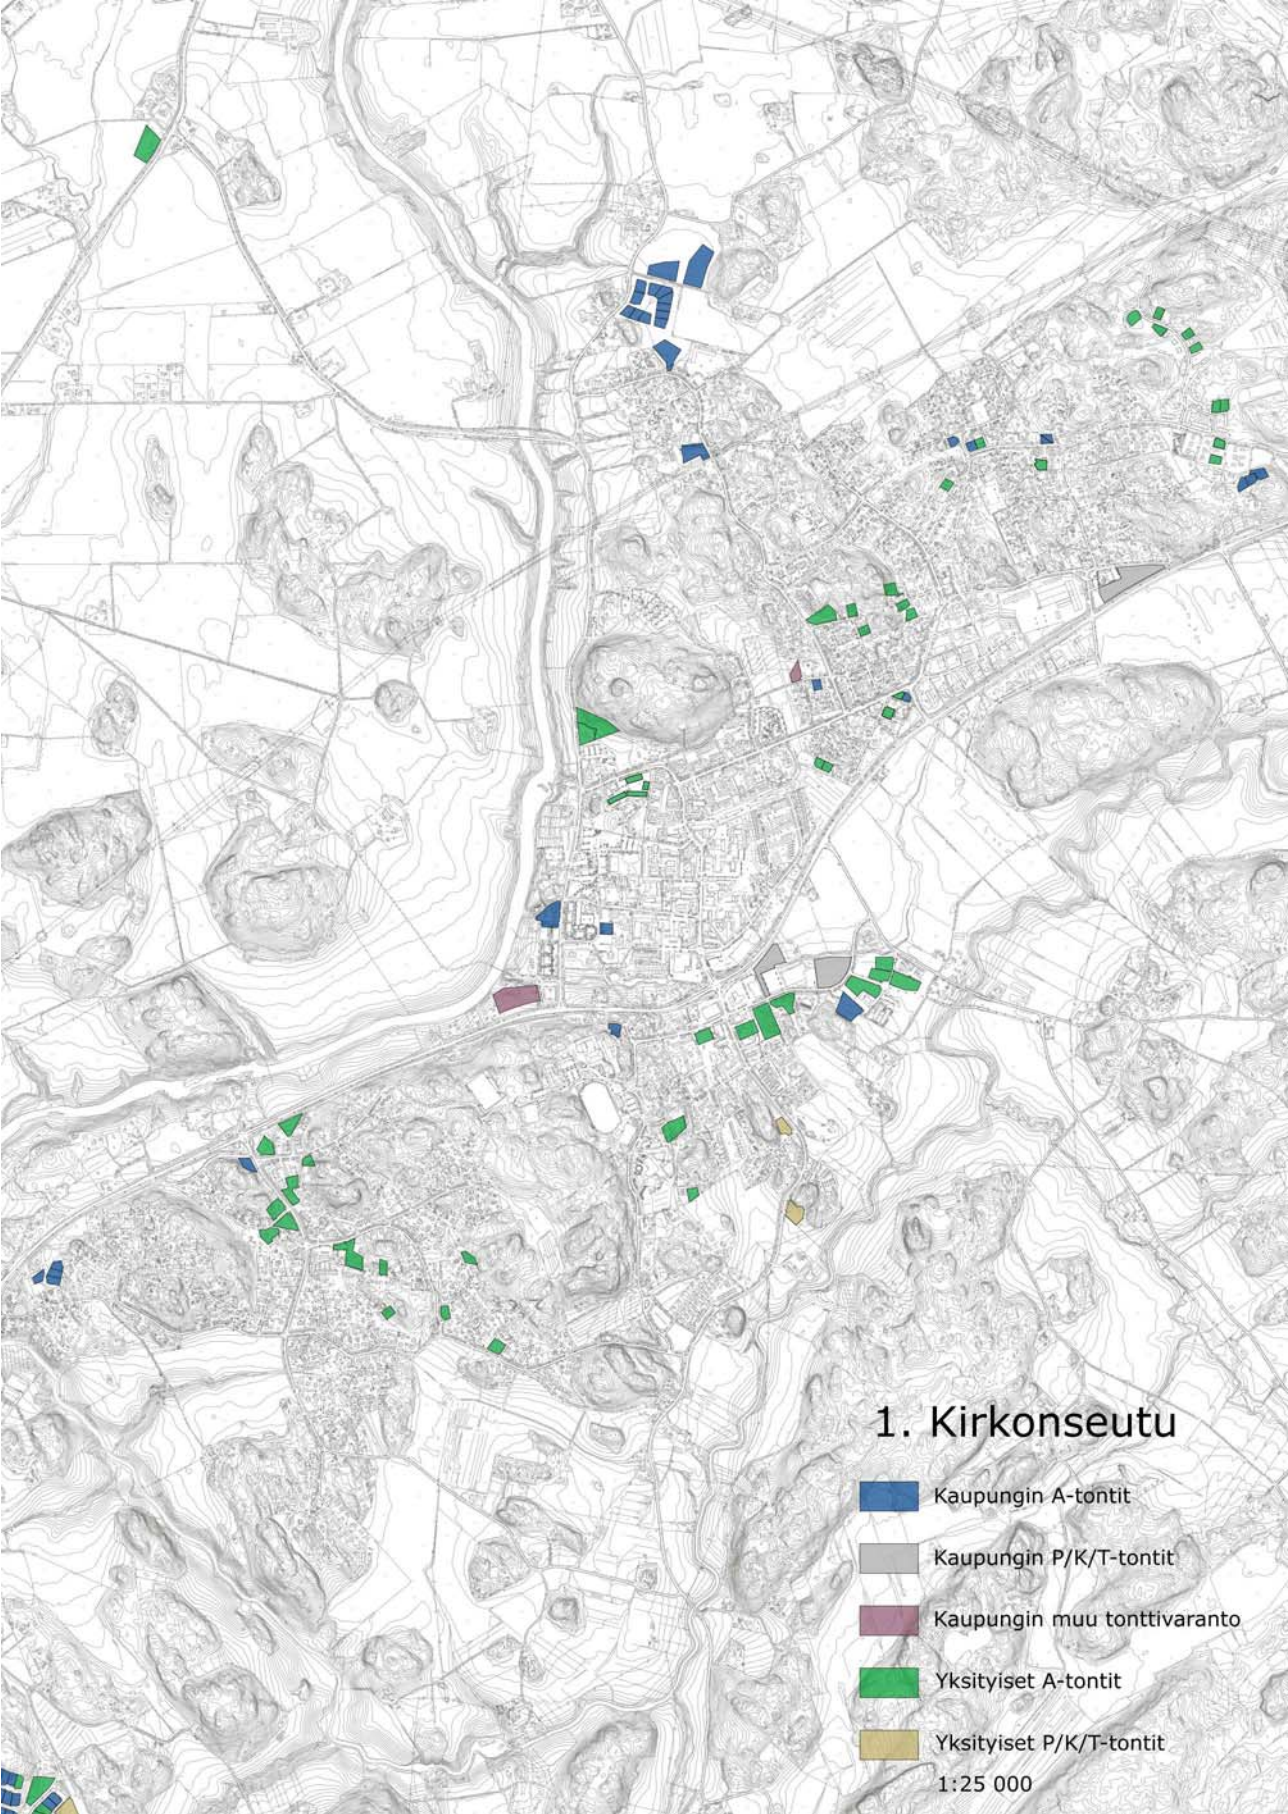 1. Kirkonseutu
Kaupungin A-tontit
Kaupungin P/K/T-tontit
Kaupungin muu tonttivaranto
Yksityiset A-tontit
Yksityiset P/K/T-tontit
1:25 000